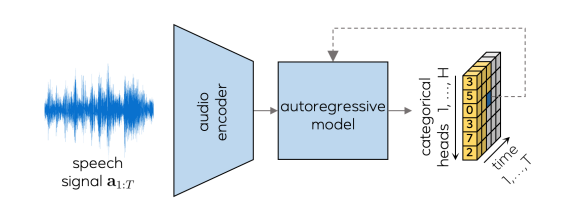 speech
signal a₁:T
audio
encoder
autoregressive
model
categorical
heads 1, ..., H
3
5
0
3
7
2
time
1,...,T